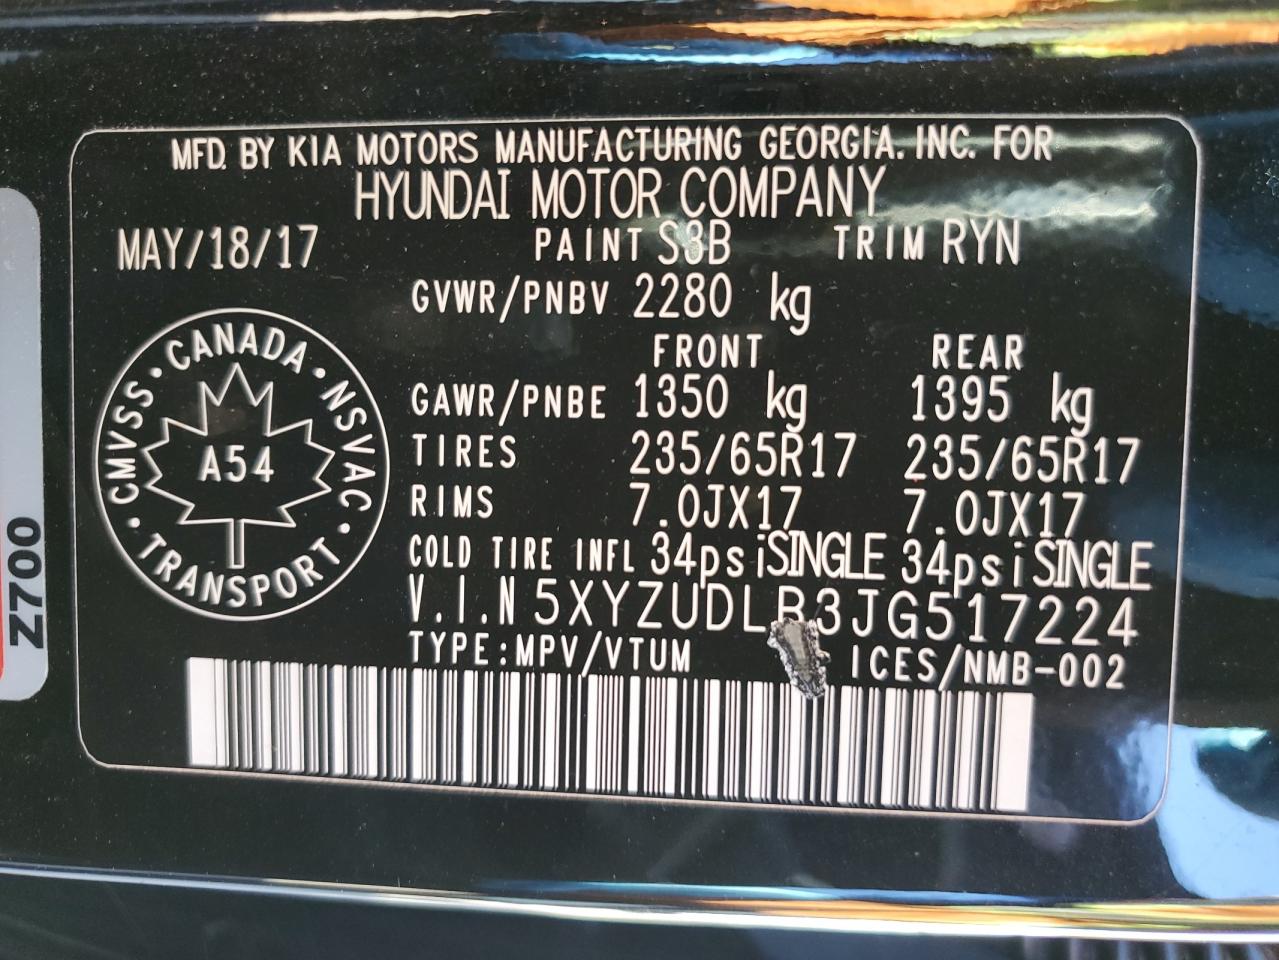 MFD. BY KIA MOTORS MANUFACTURING GEORGIA. INC. FOR
HYUNDAI MOTOR COMPANY
MAY/18/17 PAINT S3B TRIM RYN
GVWR/PNBV 2280 kg
FRONT REAR
GAWR/PNBE 1350 kg 1395 kg
TIRES 235/65R17 235/65R17
RIMS 7.0JX17 7.0JX17
COLD TIRE INFL 34psiSINGLE 34psiSINGLE
V.I.N 5XYZUDLB3JG517224
TYPE:MPV/VTUM ICES/NMB-002
CMVSS • CANADA • NSVAC • TRANSPORT •
A54
Z700